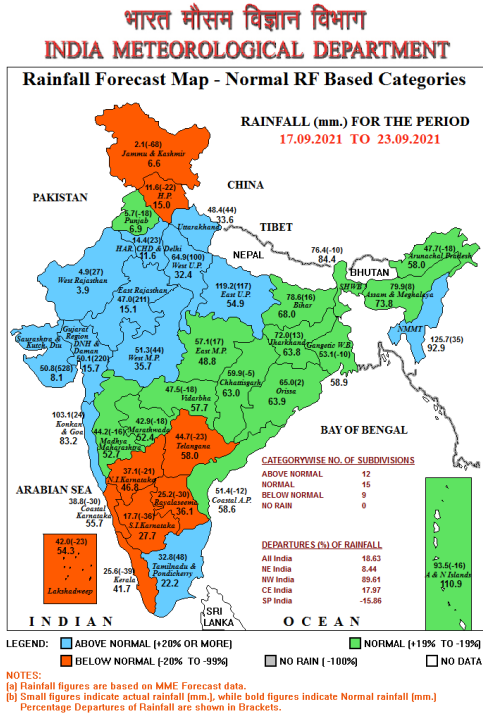 भारत मौसम विज्ञान विभाग
INDIA METEOROLOGICAL DEPARTMENT
Rainfall Forecast Map - Normal RF Based Categories
RAINFALL (mm.) FOR THE PERIOD
17.09.2021 TO 23.09.2021
2.1(-68)
Jammu & Kashmir
6.6
CHINA
11.6(-22)
H.P.
15.0
PAKISTAN
5.7(-18)
Punjab
6.9
48.4(44)
Uttarakhand
33.6
TIBET
14.4(23)
HAR. CHD & Delhi
11.6
NEPAL
64.9(100)
West U.P.
32.4
76.4(-10)
84.4
SHWB
BHUTAN
47.7(-18)
Arunachal Pradesh
58.0
4.9(27)
West Rajasthan
3.9
East Rajasthan
47.0(211)
15.1
119.2(117)
East U.P.
54.9
78.6(16)
Bihar
68.0
79.9(8)
Assam & Meghalaya
73.8
NMMT
125.7(35)
92.9
Saurashtra &
Kutch, Diu
50.8(528)
8.1
Gujarat
Region
DNH &
Daman
50.1(220)
15.7
51.3(44)
West M.P.
35.7
57.1(17)
East M.P.
48.8
72.0(13)
Jharkhand
63.8
Gangetic W.B.
53.1(-10)
58.9
59.9(-5)
Chhattisgarh
63.0
65.0(2)
Orissa
63.9
47.5(-18)
Vidarbha
57.7
103.1(24)
Konkan
& Goa
83.2
44.2(-16)
Madhya
Maharashtra
42.9(-18)
Marathwada
52.4
44.7(-23)
Telangana
58.0
BAY OF BENGAL
ARABIAN SEA
37.1(-21)
N.I.Karnataka
46.8
38.8(-30)
Coastal
Karnataka
55.7
25.2(-30)
Rayalaseema
36.1
51.4(-12)
Coastal A.P.
58.6
17.7(-36)
S.I.Karnataka
27.7
CATEGORYWISE NO. OF SUBDIVISIONS
ABOVE NORMAL 12
NORMAL 15
BELOW NORMAL 9
NO RAIN 0
DEPARTURES (%) OF RAINFALL
All India 18.63
NE India 8.44
NW India 89.61
CE India 17.97
SP India -15.86
42.0(-23)
54.3
Lakshadweep
25.6(-39)
Kerala
41.7
32.8(48)
Tamilnadu &
Pondicherry
22.2
93.5(-16)
A & N Islands
110.9
SRI
LANKA
INDIAN OCEAN
LEGEND: ABOVE NORMAL (+20% OR MORE) NORMAL (+19% TO -19%)
BELOW NORMAL (-20% TO -99%) NO RAIN (-100%) NO DATA
NOTES:
(a) Rainfall figures are based on MME Forecast data.
(b) Small figures indicate actual rainfall (mm.), while bold figures indicate Normal rainfall (mm.)
Percentage Departures of Rainfall are shown in Brackets.